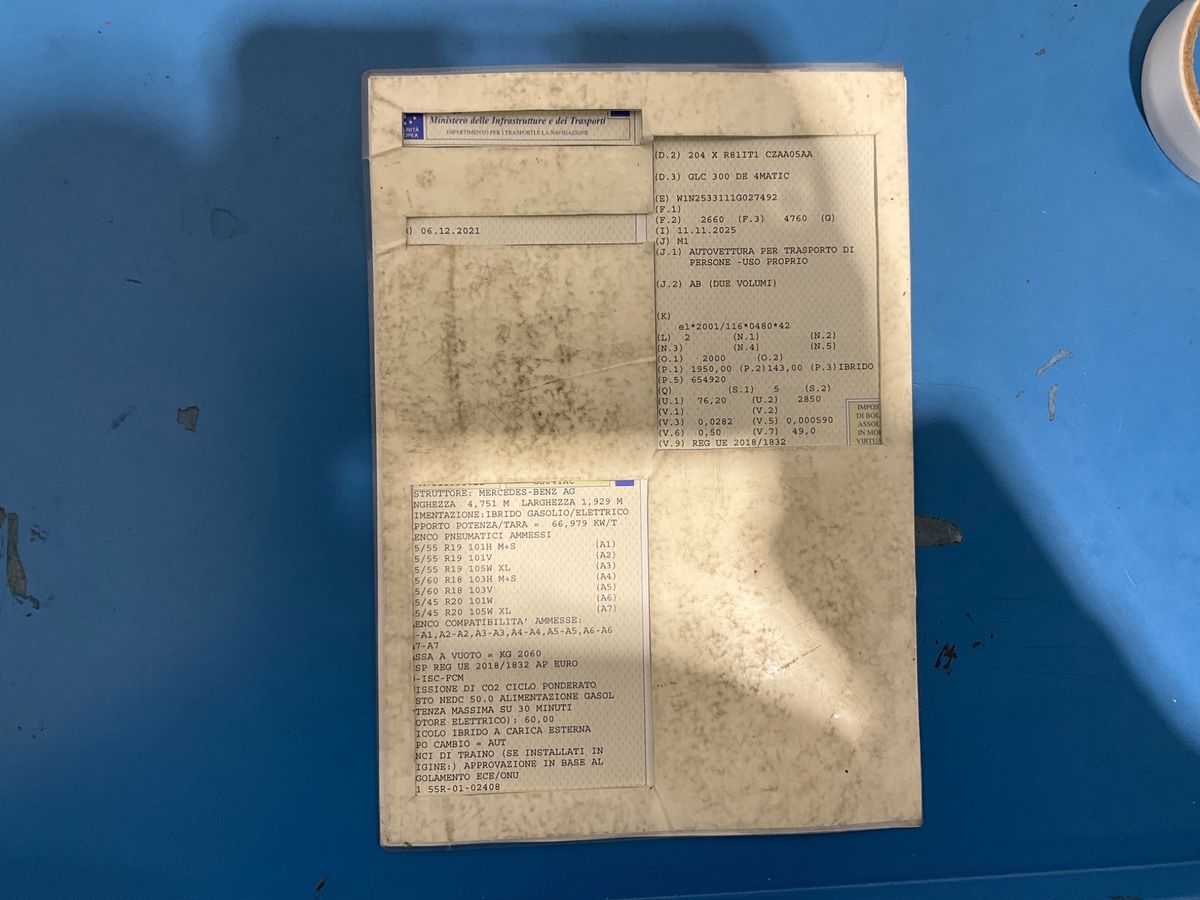 Ministero delle Infrastrutture e dei Trasporti
DIPARTIMENTO PER I TRASPORTI E LA NAVIGAZIONE
) 06.12.2021
(D.2) 204 X R81IT1 CZAA05AA
(D.3) GLC 300 DE 4MATIC
(E) W1N2533111G027492
(F.1)
(F.2) 2660 (F.3) 4760 (G)
(I) 11.11.2025
(J) M1
(J.1) AUTOVETTURA PER TRASPORTO DI
PERSONE -USO PROPRIO
(J.2) AB (DUE VOLUMI)
(K)
e1*2001/116*0480*42
(L) 2 (N.1) (N.2)
(N.3) (N.4) (N.5)
(O.1) 2000 (O.2)
(P.1) 1950,00 (P.2)143,00 (P.3)IBRIDO
(P.5) 654920
(Q) (S.1) 5 (S.2)
(U.1) 76,20 (U.2) 2850
(V.1) (V.2)
(V.3) 0,0282 (V.5) 0,000590
(V.6) 0,50 (V.7) 49,0
(V.9) REG UE 2018/1832
IMPOS
DI BOL
ASSOL
IN MOD
VIRTUA
STRUTTORE: MERCEDES-BENZ AG
NGHEZZA 4,751 M LARGHEZZA 1,929 M
IMENTAZIONE:IBRIDO GASOLIO/ELETTRICO
PPORTO POTENZA/TARA = 66,979 KW/T
ENCO PNEUMATICI AMMESSI
5/55 R19 101H M+S (A1)
5/55 R19 101V (A2)
5/55 R19 105W XL (A3)
5/60 R18 103H M+S (A4)
5/60 R18 103V (A5)
5/45 R20 101W (A6)
5/45 R20 105W XL (A7)
ENCO COMPATIBILITA' AMMESSE:
-A1,A2-A2,A3-A3,A4-A4,A5-A5,A6-A6
A7-A7
SSA A VUOTO = KG 2060
SP REG UE 2018/1832 AP EURO
-ISC-FCM
ISSIONE DI CO2 CICLO PONDERATO
STO NEDC 50.0 ALIMENTAZIONE GASOL
TENZA MASSIMA SU 30 MINUTI
OTORE ELETTRICO): 60,00
ICOLO IBRIDO A CARICA ESTERNA
PO CAMBIO = AUT
NCI DI TRAINO (SE INSTALLATI IN
IGINE:) APPROVAZIONE IN BASE AL
GOLAMENTO ECE/ONU
1 55R-01-02408